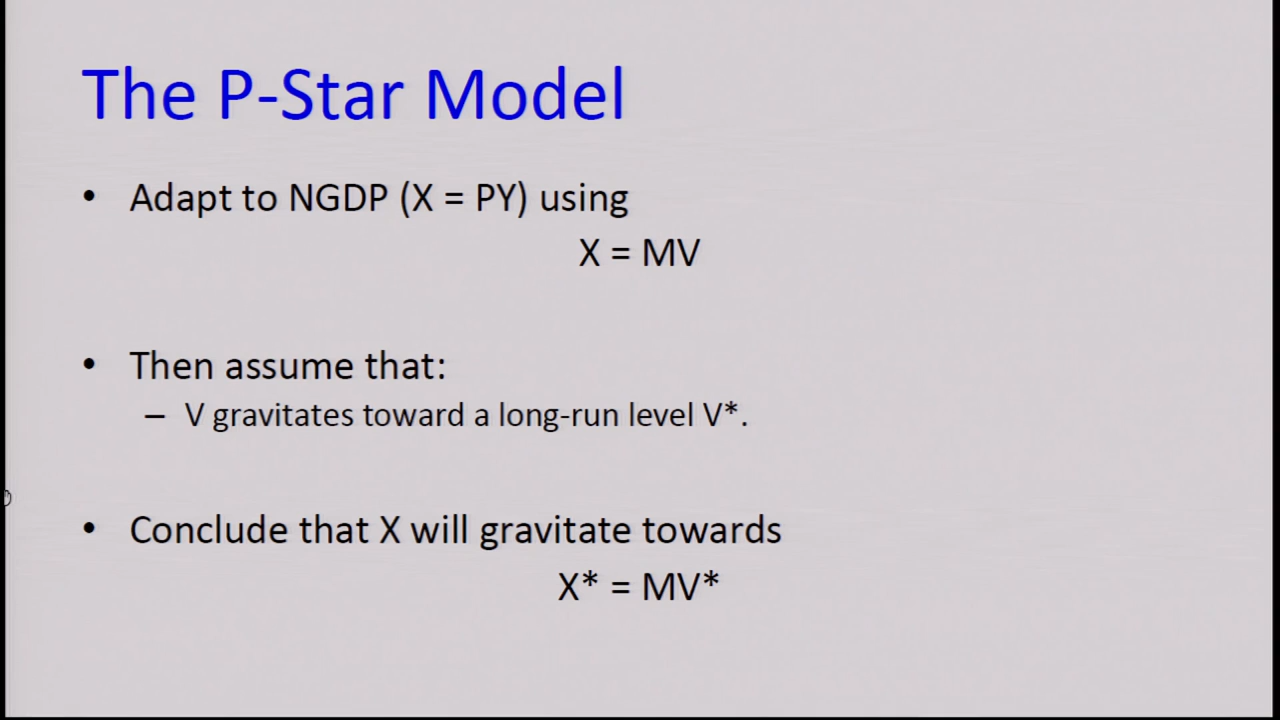 The P-Star Model
• Adapt to NGDP (X = PY) using
X = MV
• Then assume that:
– V gravitates toward a long-run level V*.
• Conclude that X will gravitate towards
X* = MV*